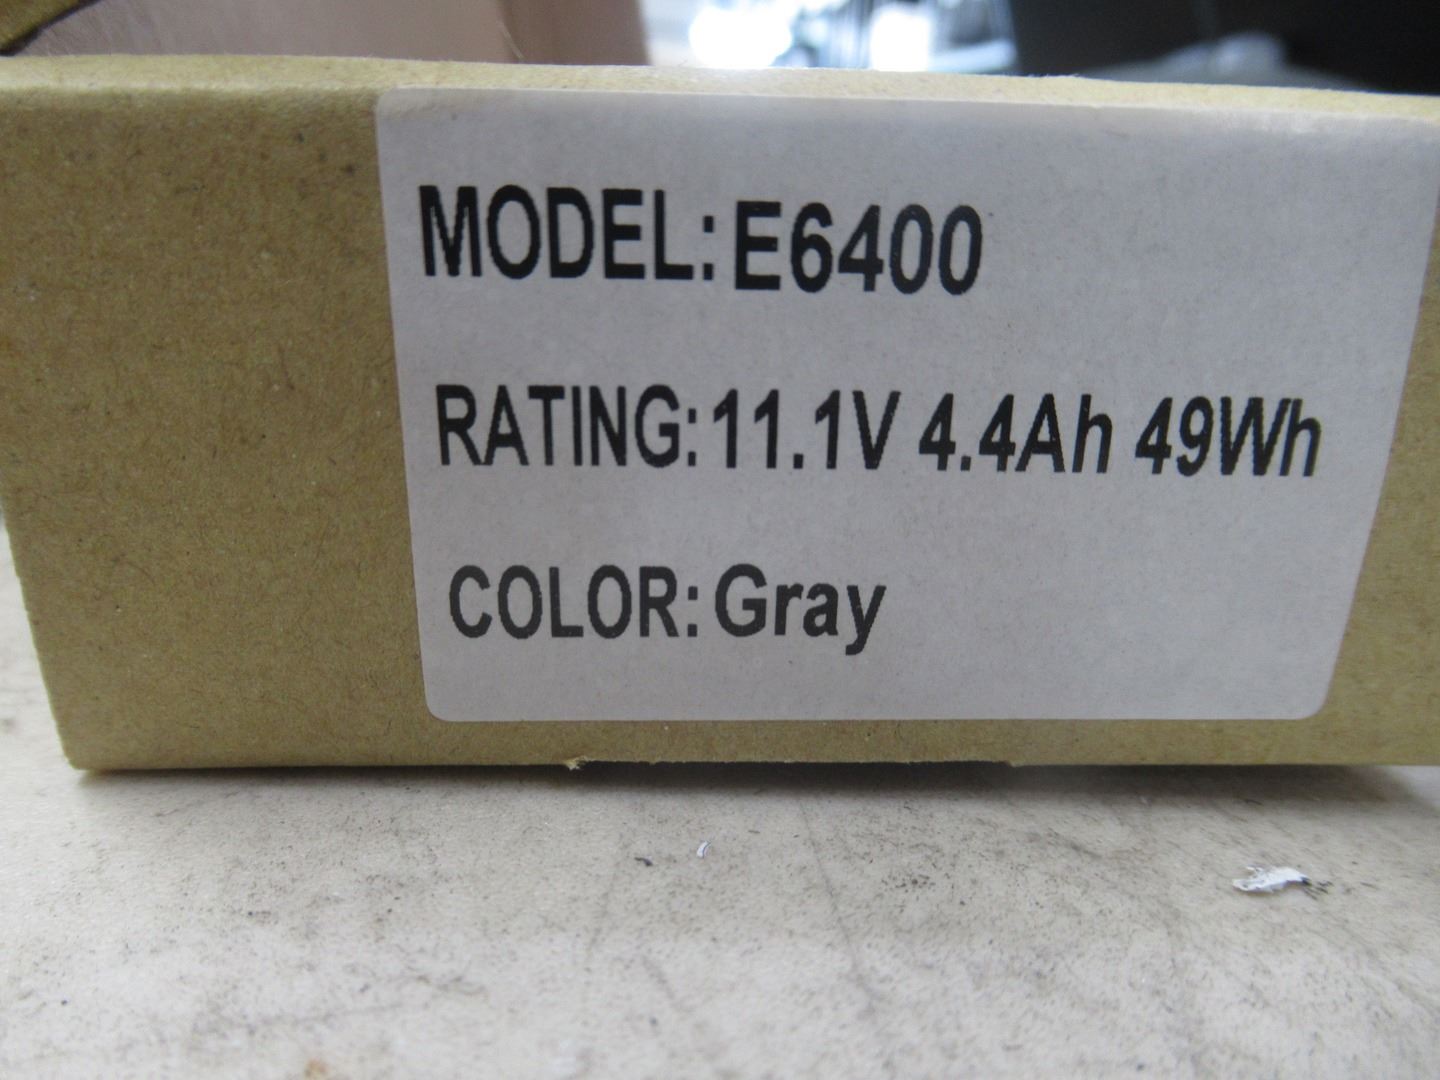 MODEL: E6400
RATING: 11.1V 4.4Ah 49Wh
COLOR: Gray